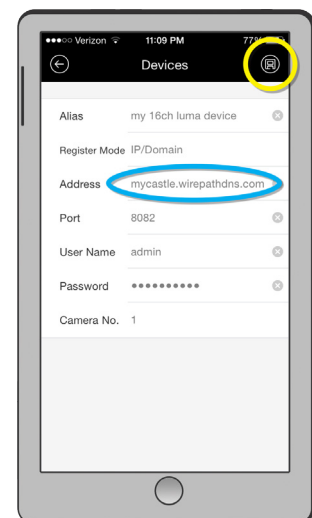 ●●●○○ Verizon 11:09 PM 77%
Devices
Alias my 16ch luma device
Register Mode IP/Domain
Address mycastle.wirepathdns.com
Port 8082
User Name admin
Password ●●●●●●●●●●
Camera No. 1